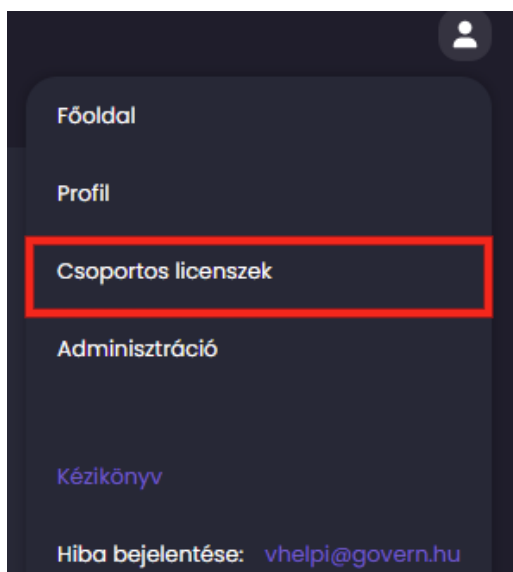 Főoldal
Profil
Csoportos licenszek
Adminisztráció
Kézikönyv
Hiba bejelentése: vhelpi@govern.hu